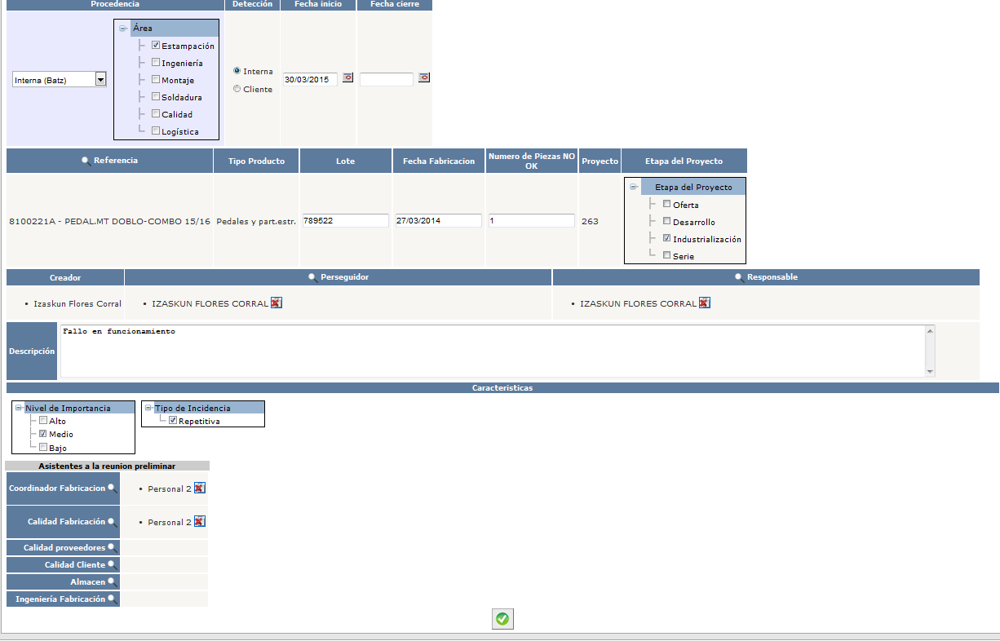 Procedencia Detección Fecha inicio Fecha cierre
Área
Estampación
Ingeniería
Interna (Batz) Montaje Interna 30/03/2015
Soldadura Cliente
Calidad
Logística
Referencia Tipo Producto Lote Fecha Fabricacion Numero de Piezas NO OK Proyecto Etapa del Proyecto
Etapa del Proyecto
Oferta
8100221A - PEDAL.MT DOBLO-COMBO 15/16 Pedales y part.estr. 789522 27/03/2014 1 263 Desarrollo
Industrialización
Serie
Creador Perseguidor Responsable
• Izaskun Flores Corral • IZASKUN FLORES CORRAL • IZASKUN FLORES CORRAL
Descripción Fallo en funcionamiento
Caracteristicas
Nivel de Importancia Tipo de Incidencia
Alto Repetitiva
Medio
Bajo
Asistentes a la reunion preliminar
Coordinador Fabricacion • Personal 2
Calidad Fabricación • Personal 2
Calidad proveedores
Calidad Cliente
Almacen
Ingeniería Fabricación